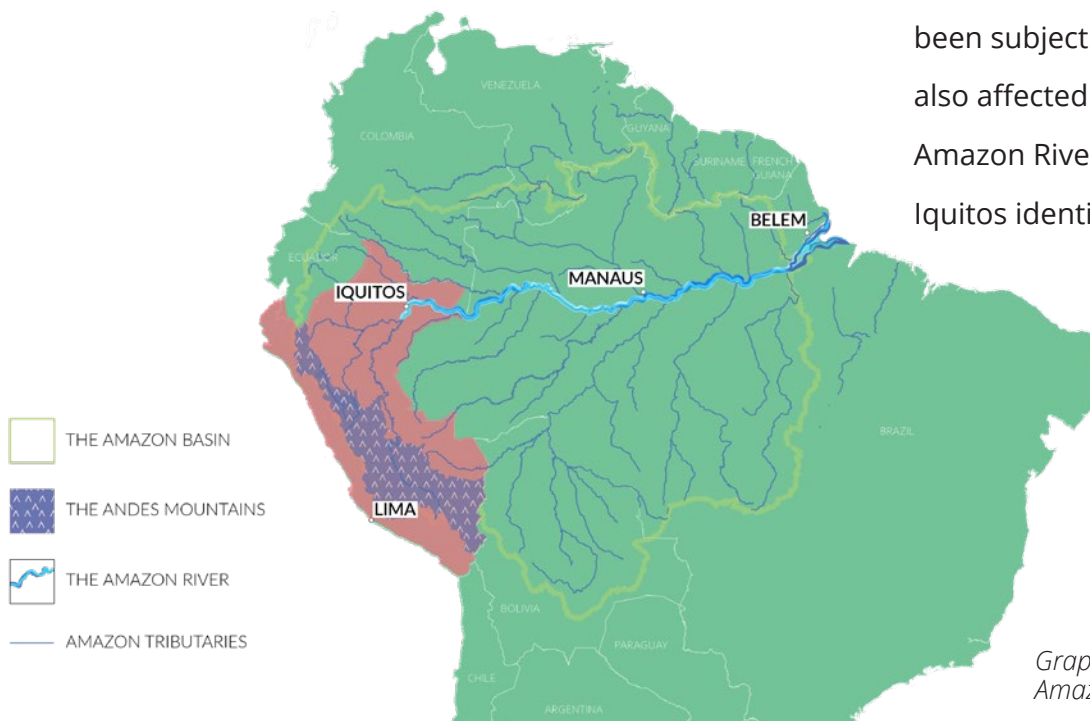 been subject
also affected
Amazon Rive
Iquitos identi
VENEZUELA
COLOMBIA
GUYANA
SURINAME
FRENCH
GUIANA
BELEM
ECUADOR
MANAUS
IQUITOS
BRAZIL
LIMA
BOLIVIA
PARAGUAY
CHILE
ARGENTINA
THE AMAZON BASIN
THE ANDES MOUNTAINS
THE AMAZON RIVER
AMAZON TRIBUTARIES
Grap
Amaz